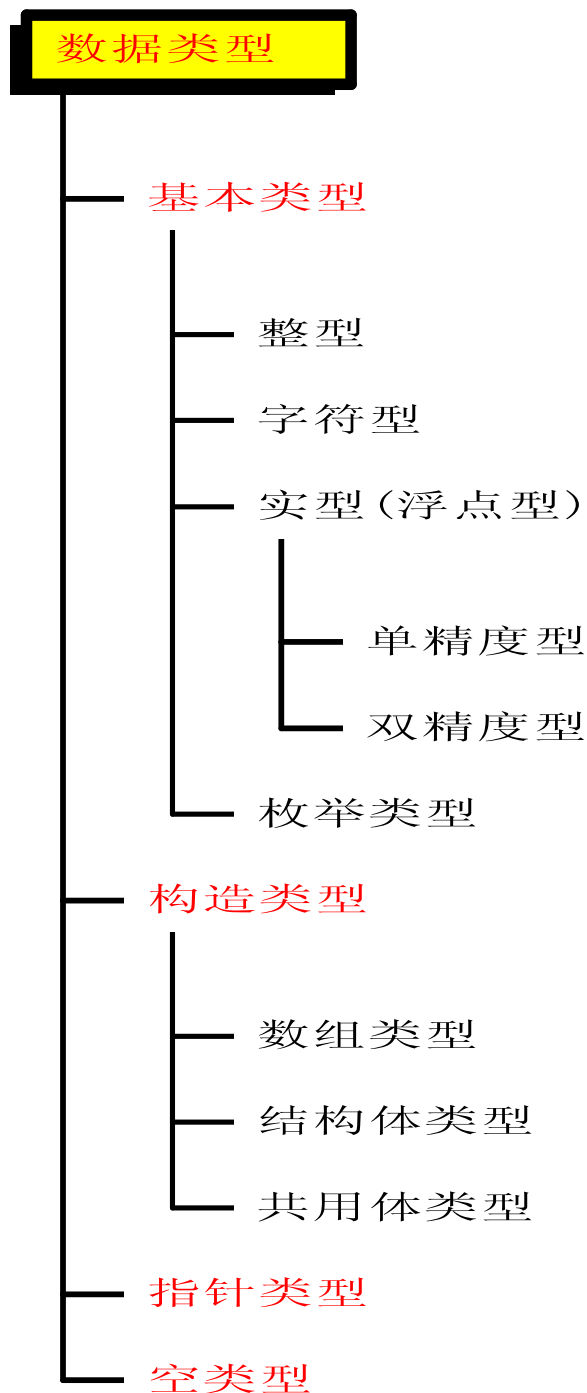 数据类型
基本类型
整型
字符型
实型(浮点型)
单精度型
双精度型
枚举类型
构造类型
数组类型
结构体类型
共用体类型
指针类型
空类型